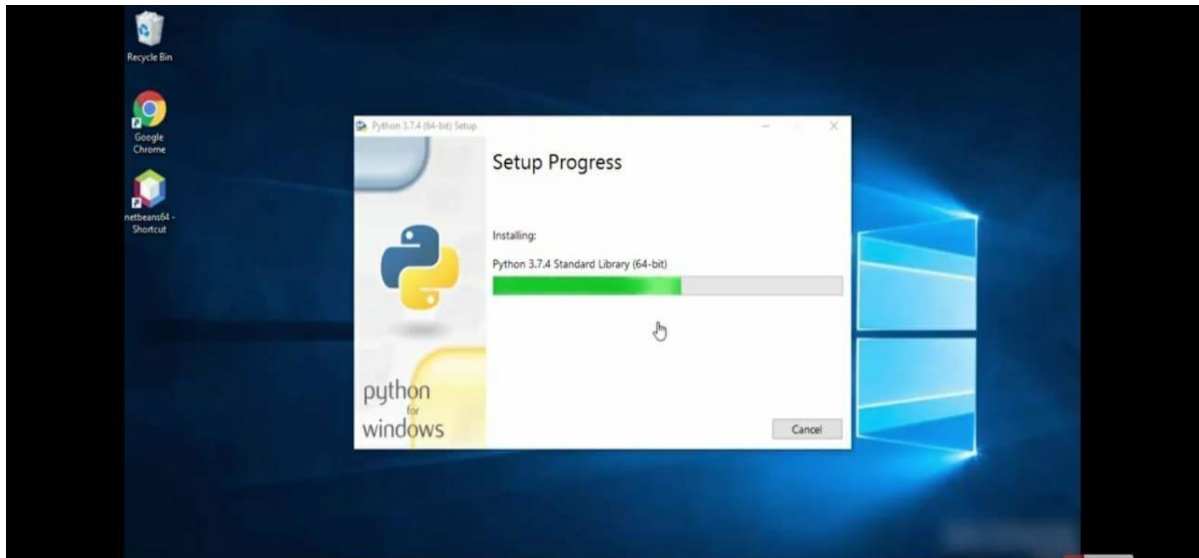 Recycle Bin
Google
Chrome
netbeans64 -
Shortcut
Python 3.7.4 (64-bit) Setup
Setup Progress
Installing:
Python 3.7.4 Standard Library (64-bit)
python
for
windows
Cancel